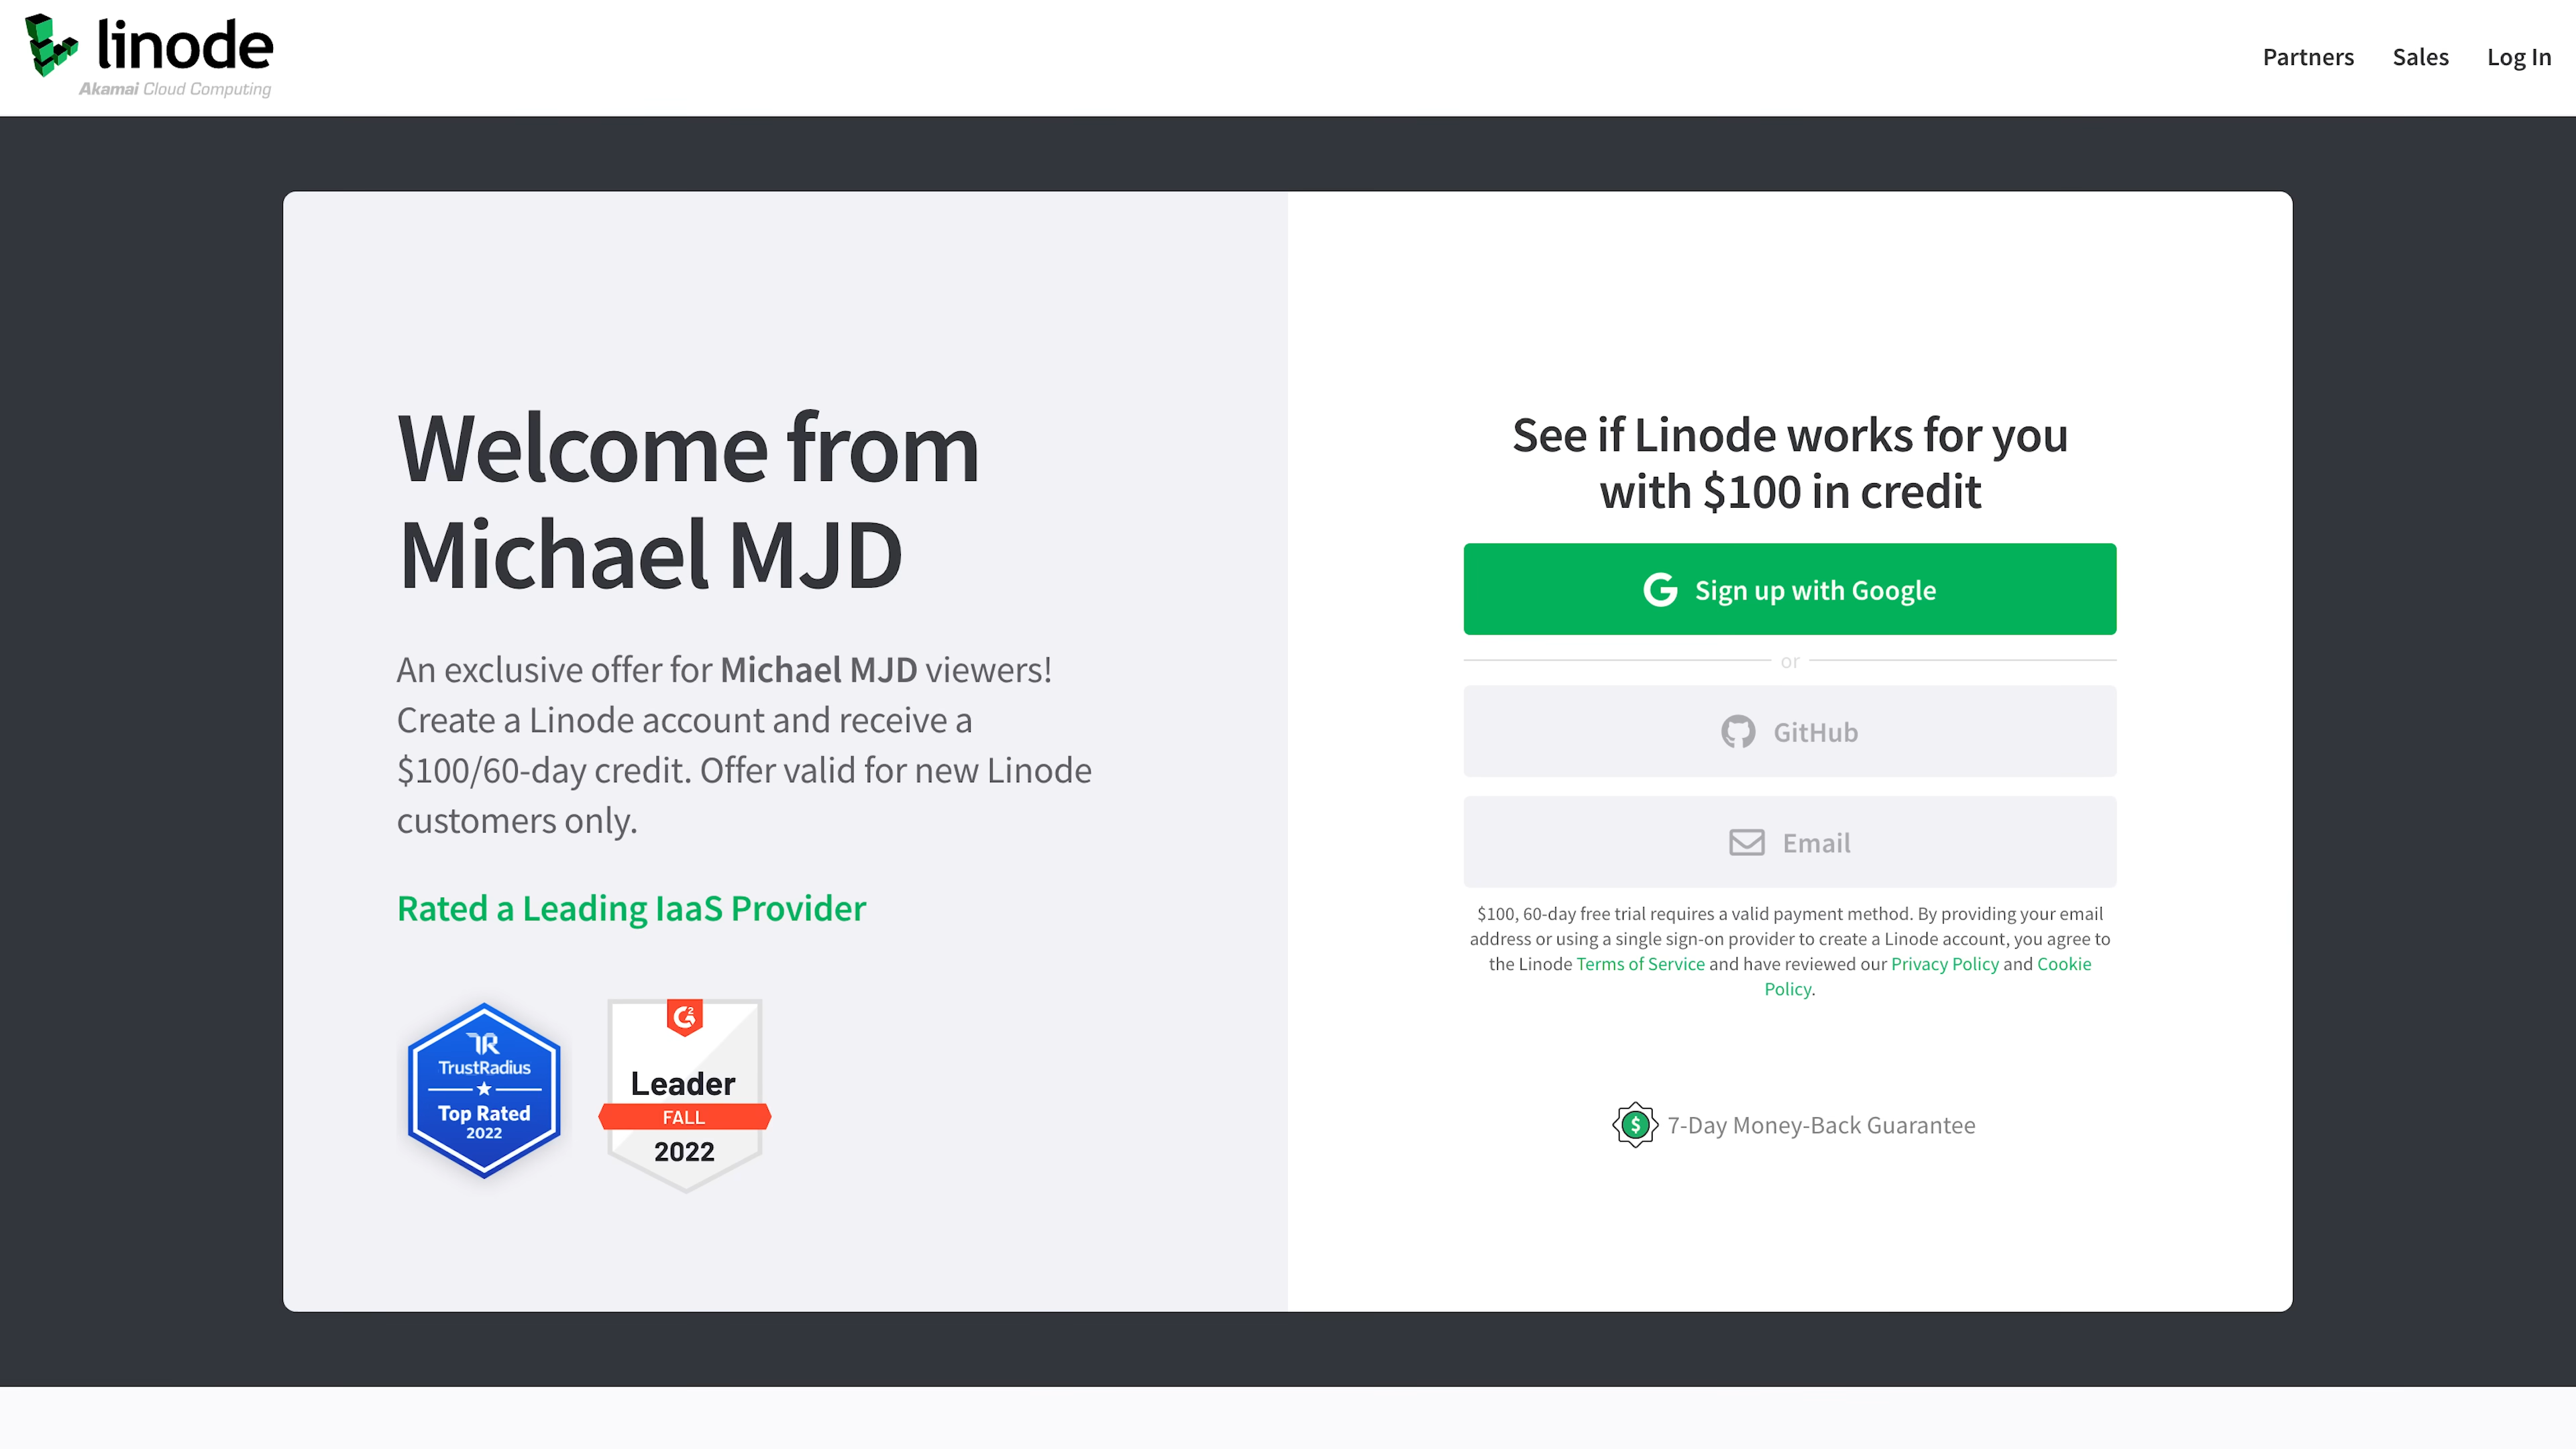 linode
Akamai Cloud Computing
Partners Sales Log In
Welcome from
Michael MJD
An exclusive offer for Michael MJD viewers!
Create a Linode account and receive a
$100/60-day credit. Offer valid for new Linode
customers only.
Rated a Leading IaaS Provider
TR
TrustRadius
Top Rated
2022
G2
Leader
FALL
2022
See if Linode works for you
with $100 in credit
G Sign up with Google
or
GitHub
Email
$100, 60-day free trial requires a valid payment method. By providing your email
address or using a single sign-on provider to create a Linode account, you agree to
the Linode Terms of Service and have reviewed our Privacy Policy and Cookie
Policy.
$ 7-Day Money-Back Guarantee